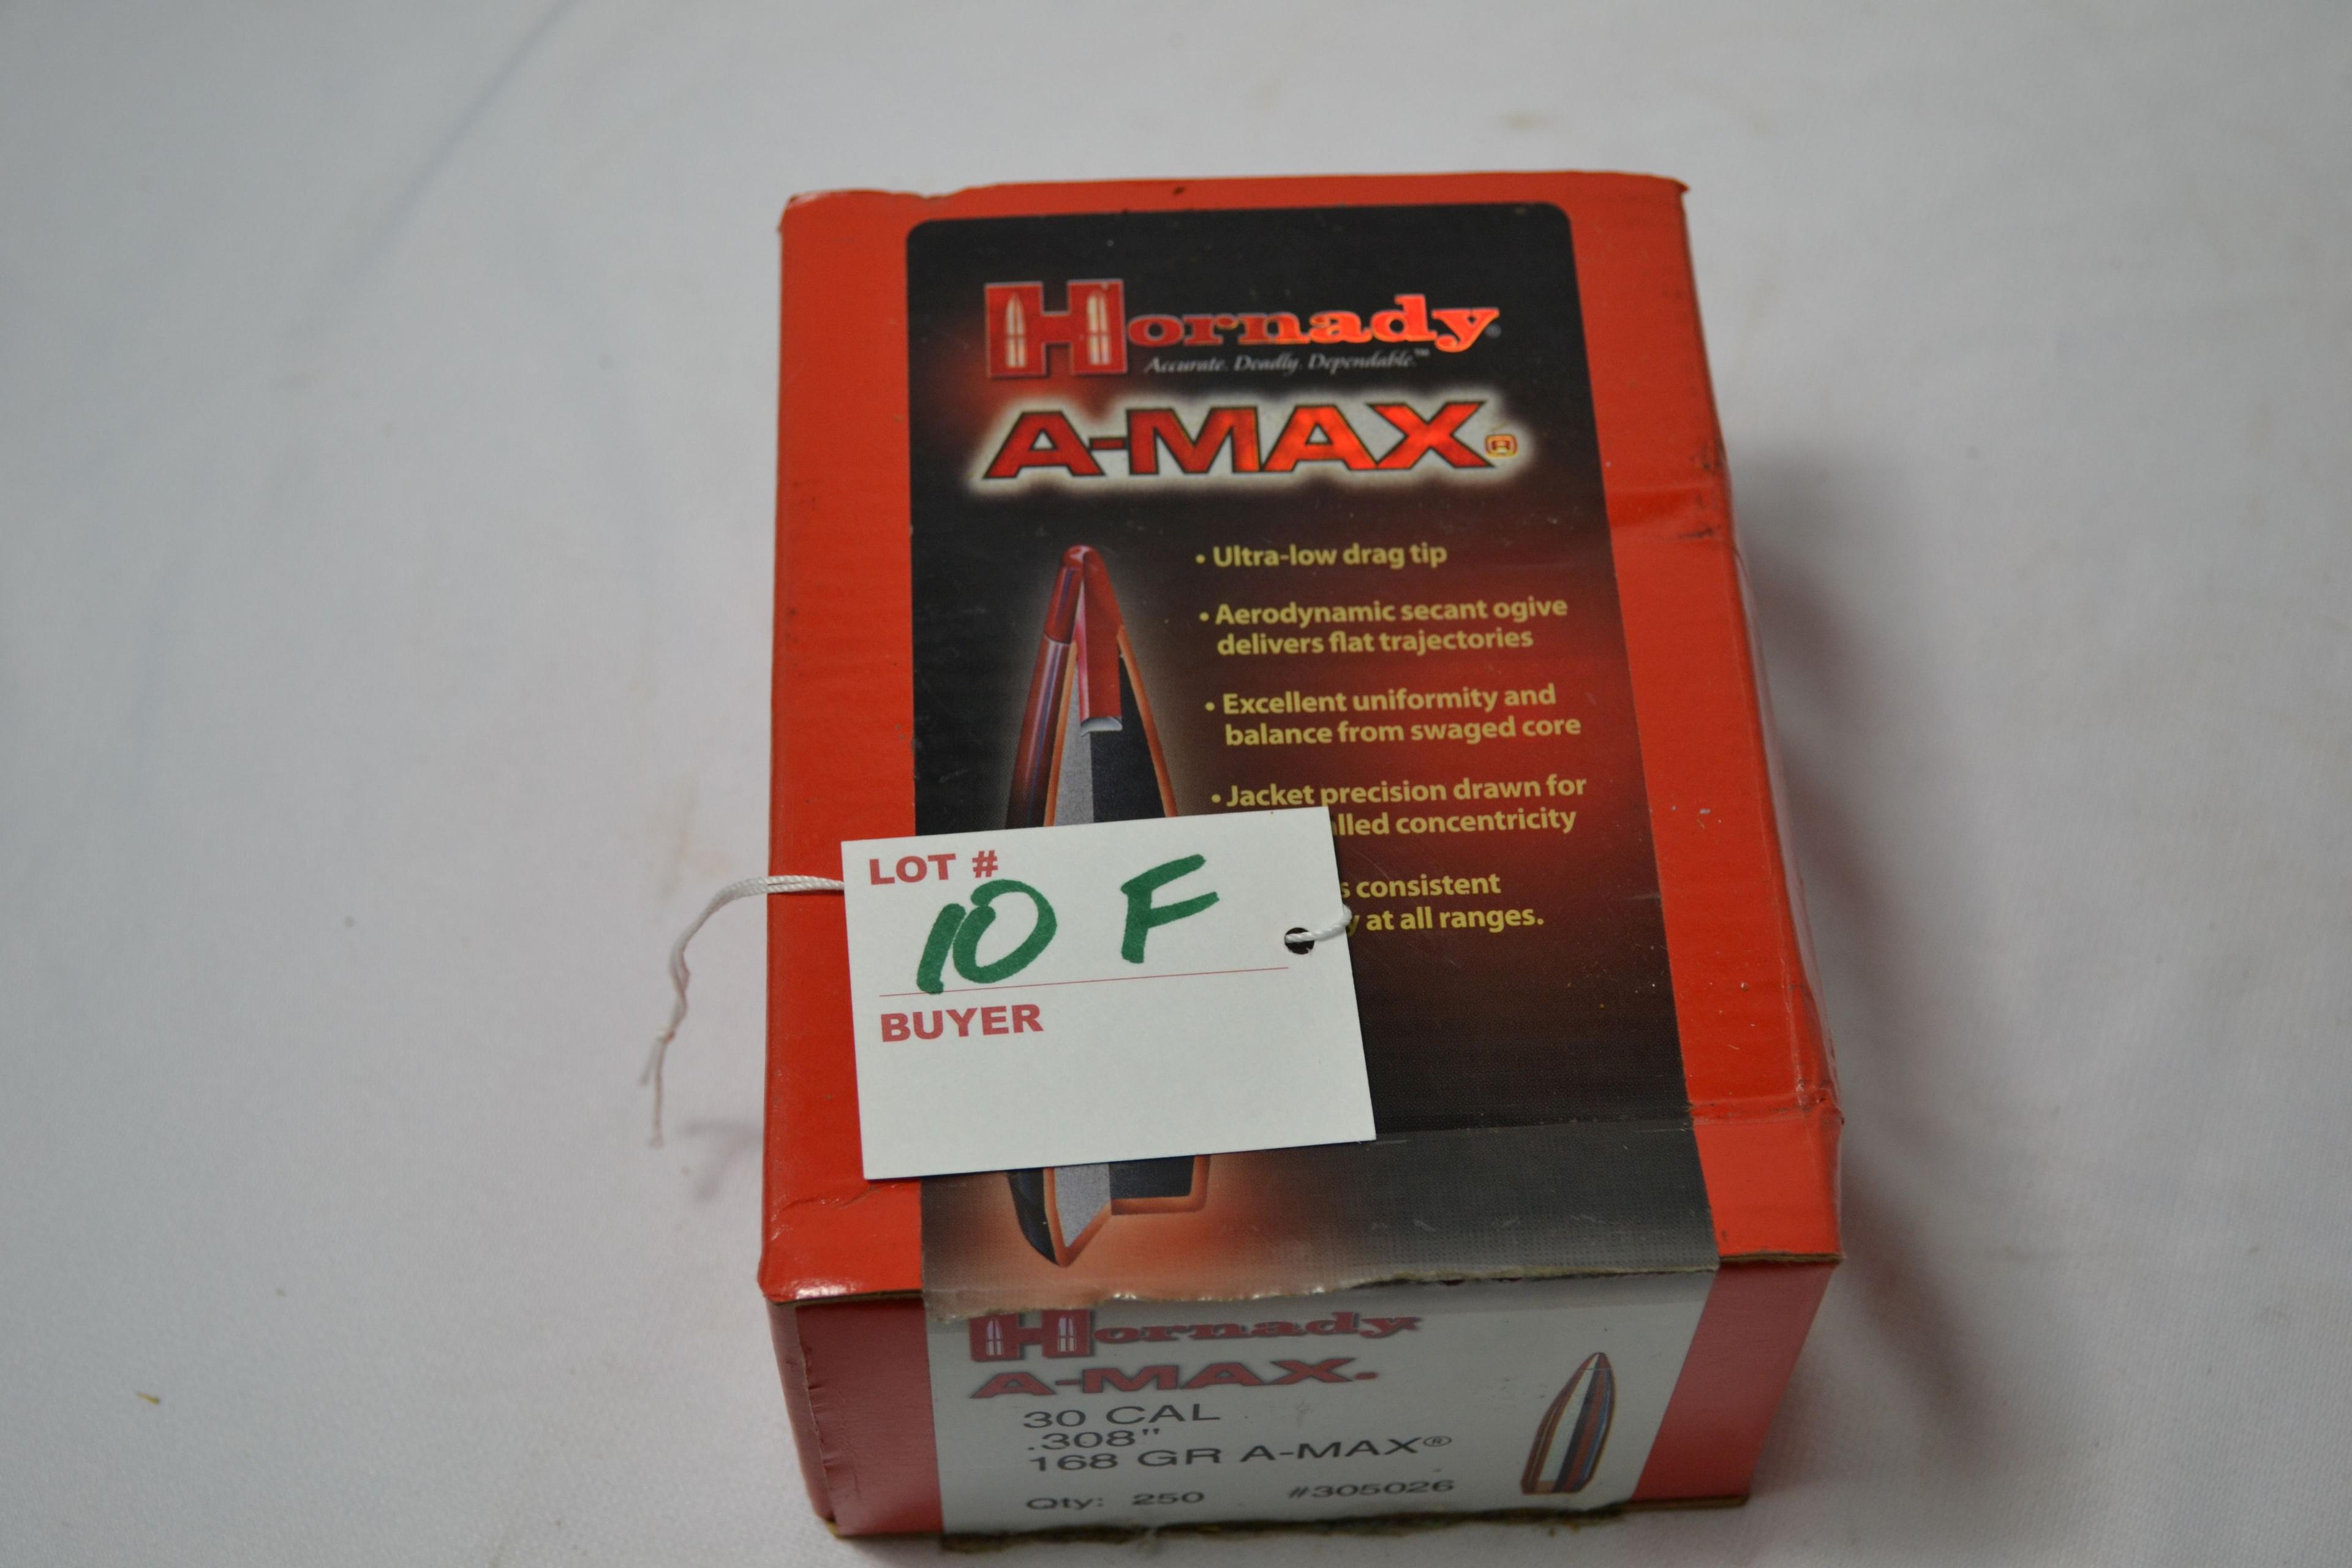 Hornady®
Accurate. Deadly. Dependable.™
A-MAX®
• Ultra-low drag tip
• Aerodynamic secant ogive
delivers flat trajectories
• Excellent uniformity and
balance from swaged core
• Jacket precision drawn for
lled concentricity
s consistent
y at all ranges.
LOT #
10 F
BUYER
Hornady
A-MAX.
30 CAL
.308"
168 GR A-MAX®
Qty: 250 #305026